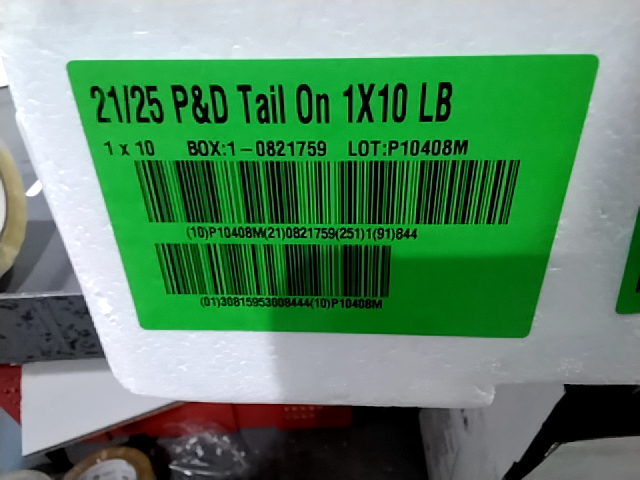 21/25 P&D Tail On 1X10 LB
1 x 10 BOX:1-0821759 LOT:P10408M
(10)P10408M(21)0821759(251)1(91)844
(01)30815953008444(10)P10408M